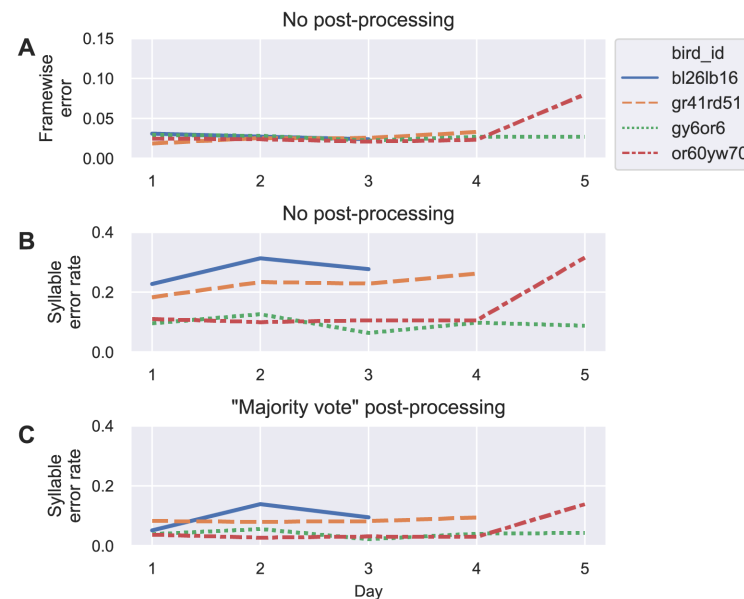 No post-processing
A
Framewise
error
0.15
0.10
0.05
0.00
1 2 3 4 5
bird_id
bl26lb16
gr41rd51
gy6or6
or60yw70
No post-processing
B
Syllable
error rate
0.4
0.2
0.0
1 2 3 4 5
"Majority vote" post-processing
C
Syllable
error rate
0.4
0.2
0.0
1 2 3 4 5
Day